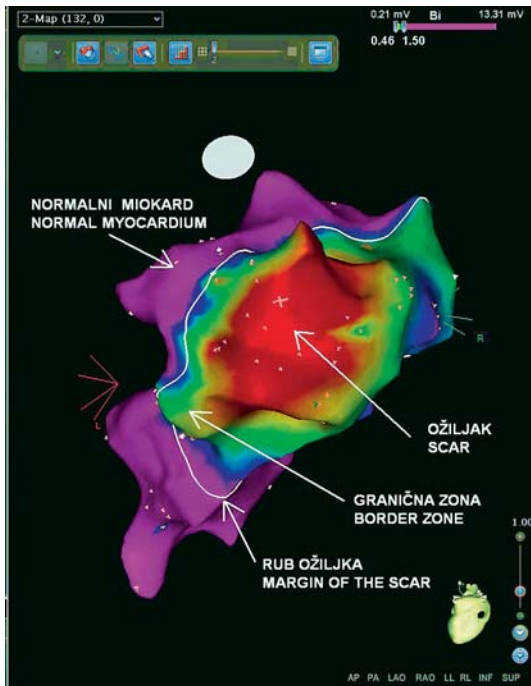 2-Map (132, 0)
0.21 mV Bi 13.31 mV
0.46 1.50
2
NORMALNI MIOKARD
NORMAL MYOCARDIUM
R
L
OŽILJAK
SCAR
GRANIČNA ZONA
BORDER ZONE
RUB OŽILJKA
MARGIN OF THE SCAR
1.00
AP PA LAO RAO LL RL INF SUP